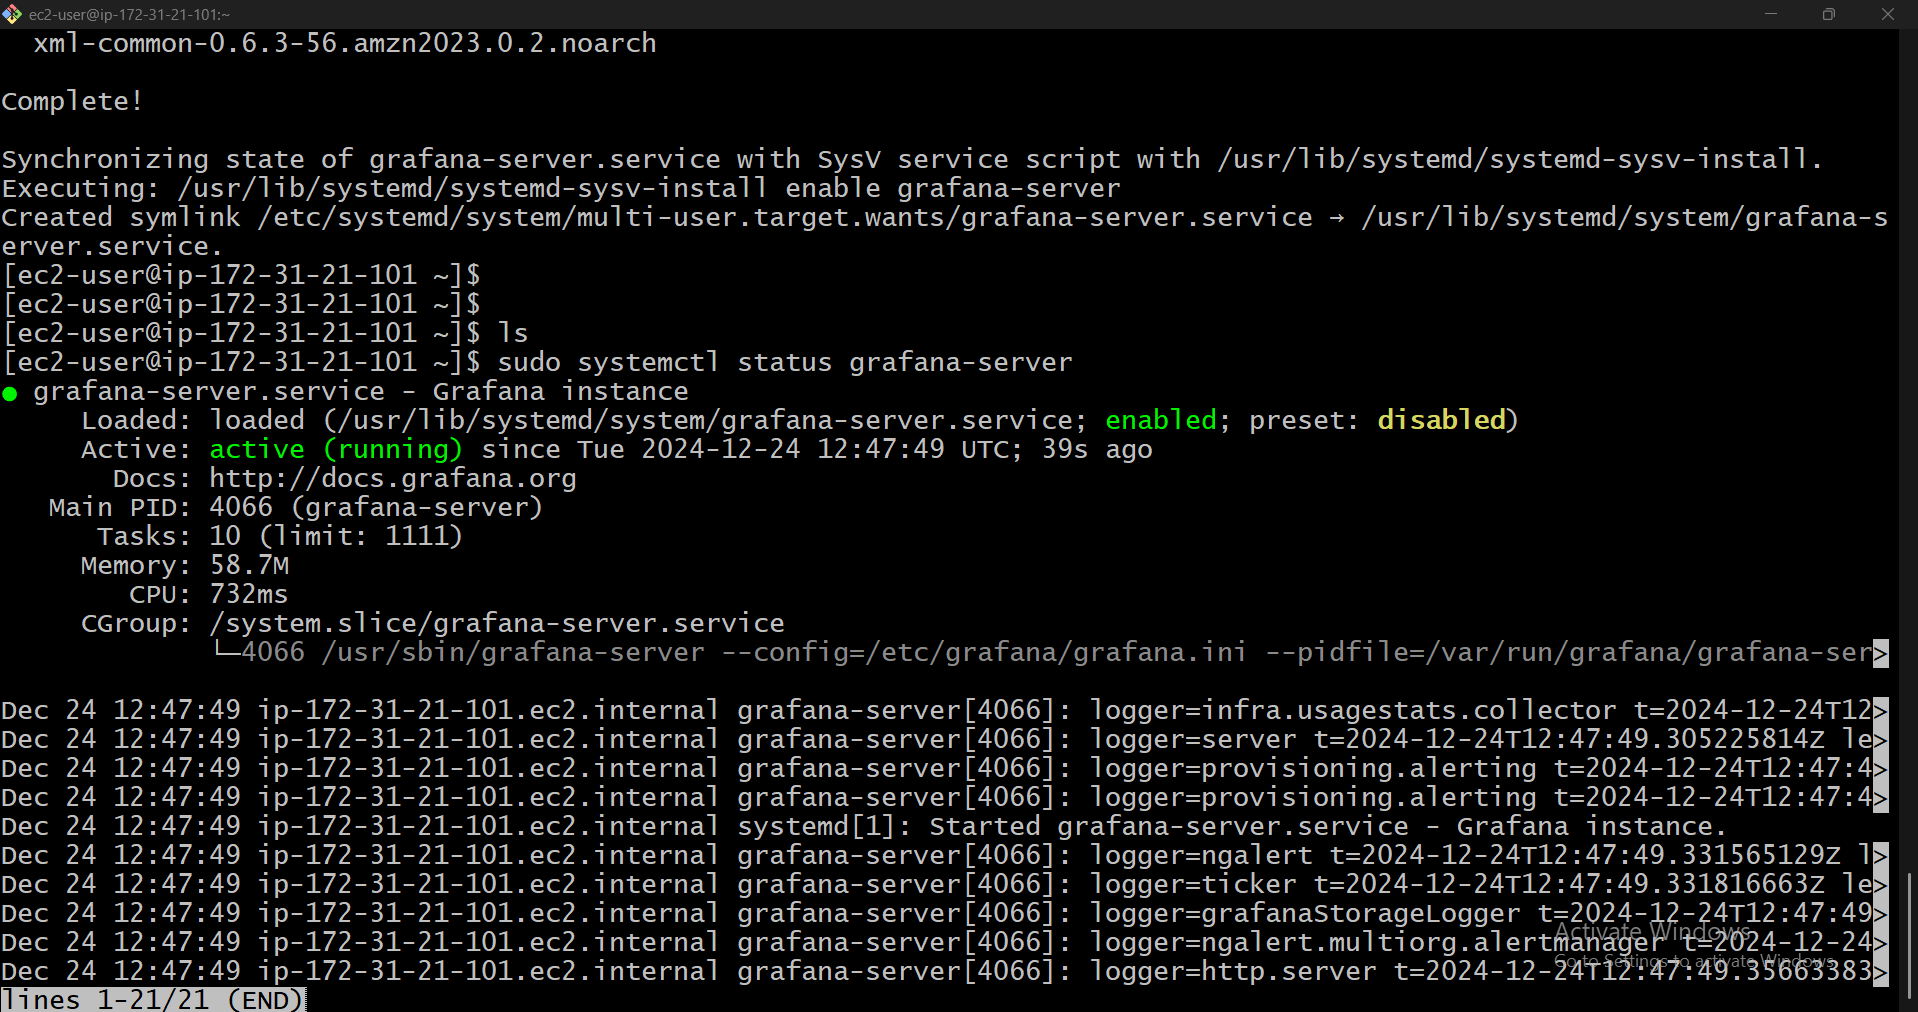 ec2-user@ip-172-31-21-101:~
xml-common-0.6.3-56.amzn2023.0.2.noarch
Complete!
Synchronizing state of grafana-server.service with SysV service script with /usr/lib/systemd/systemd-sysv-install.
Executing: /usr/lib/systemd/systemd-sysv-install enable grafana-server
Created symlink /etc/systemd/system/multi-user.target.wants/grafana-server.service → /usr/lib/systemd/system/grafana-s
erver.service.
[ec2-user@ip-172-31-21-101 ~]$
[ec2-user@ip-172-31-21-101 ~]$
[ec2-user@ip-172-31-21-101 ~]$ ls
[ec2-user@ip-172-31-21-101 ~]$ sudo systemctl status grafana-server
● grafana-server.service - Grafana instance
Loaded: loaded (/usr/lib/systemd/system/grafana-server.service; enabled; preset: disabled)
Active: active (running) since Tue 2024-12-24 12:47:49 UTC; 39s ago
Docs: http://docs.grafana.org
Main PID: 4066 (grafana-server)
Tasks: 10 (limit: 1111)
Memory: 58.7M
CPU: 732ms
CGroup: /system.slice/grafana-server.service
└─4066 /usr/sbin/grafana-server --config=/etc/grafana/grafana.ini --pidfile=/var/run/grafana/grafana-ser>
Dec 24 12:47:49 ip-172-31-21-101.ec2.internal grafana-server[4066]: logger=infra.usagestats.collector t=2024-12-24T12>
Dec 24 12:47:49 ip-172-31-21-101.ec2.internal grafana-server[4066]: logger=server t=2024-12-24T12:47:49.305225814Z le>
Dec 24 12:47:49 ip-172-31-21-101.ec2.internal grafana-server[4066]: logger=provisioning.alerting t=2024-12-24T12:47:4>
Dec 24 12:47:49 ip-172-31-21-101.ec2.internal grafana-server[4066]: logger=provisioning.alerting t=2024-12-24T12:47:4>
Dec 24 12:47:49 ip-172-31-21-101.ec2.internal systemd[1]: Started grafana-server.service - Grafana instance.
Dec 24 12:47:49 ip-172-31-21-101.ec2.internal grafana-server[4066]: logger=ngalert t=2024-12-24T12:47:49.331565129Z l>
Dec 24 12:47:49 ip-172-31-21-101.ec2.internal grafana-server[4066]: logger=ticker t=2024-12-24T12:47:49.331816663Z le>
Dec 24 12:47:49 ip-172-31-21-101.ec2.internal grafana-server[4066]: logger=grafanaStorageLogger t=2024-12-24T12:47:49>
Dec 24 12:47:49 ip-172-31-21-101.ec2.internal grafana-server[4066]: logger=ngalert.multiorg.alertmanager t=2024-12-24>
Dec 24 12:47:49 ip-172-31-21-101.ec2.internal grafana-server[4066]: logger=http.server t=2024-12-24T12:47:49.35663383>
lines 1-21/21 (END)
Activate Windows
Go to Settings to activate Windows.